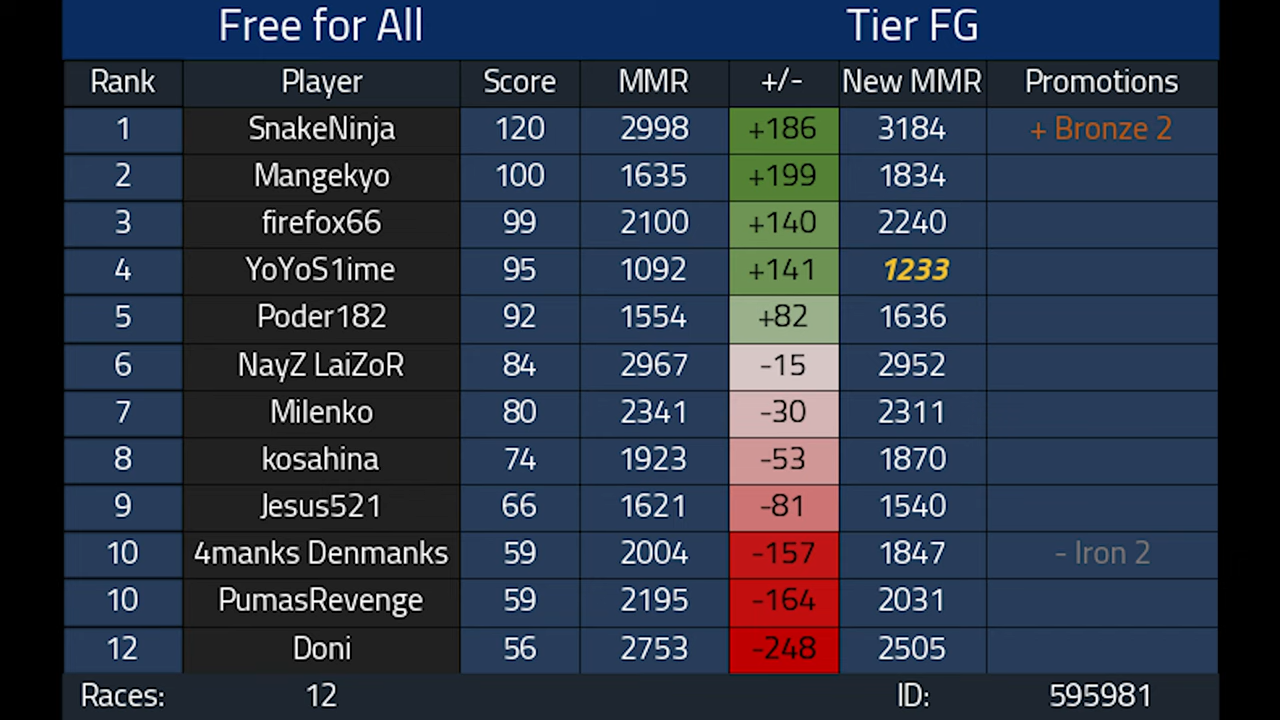 Free for All Tier FG
Rank Player Score MMR +/- New MMR Promotions
1 SnakeNinja 120 2998 +186 3184 + Bronze 2
2 Mangekyo 100 1635 +199 1834
3 firefox66 99 2100 +140 2240
4 YoYoS1ime 95 1092 +141 1233
5 Poder182 92 1554 +82 1636
6 NayZ LaiZoR 84 2967 -15 2952
7 Milenko 80 2341 -30 2311
8 kosahina 74 1923 -53 1870
9 Jesus521 66 1621 -81 1540
10 4manks Denmanks 59 2004 -157 1847 - Iron 2
10 PumasRevenge 59 2195 -164 2031
12 Doni 56 2753 -248 2505
Races: 12 ID: 595981